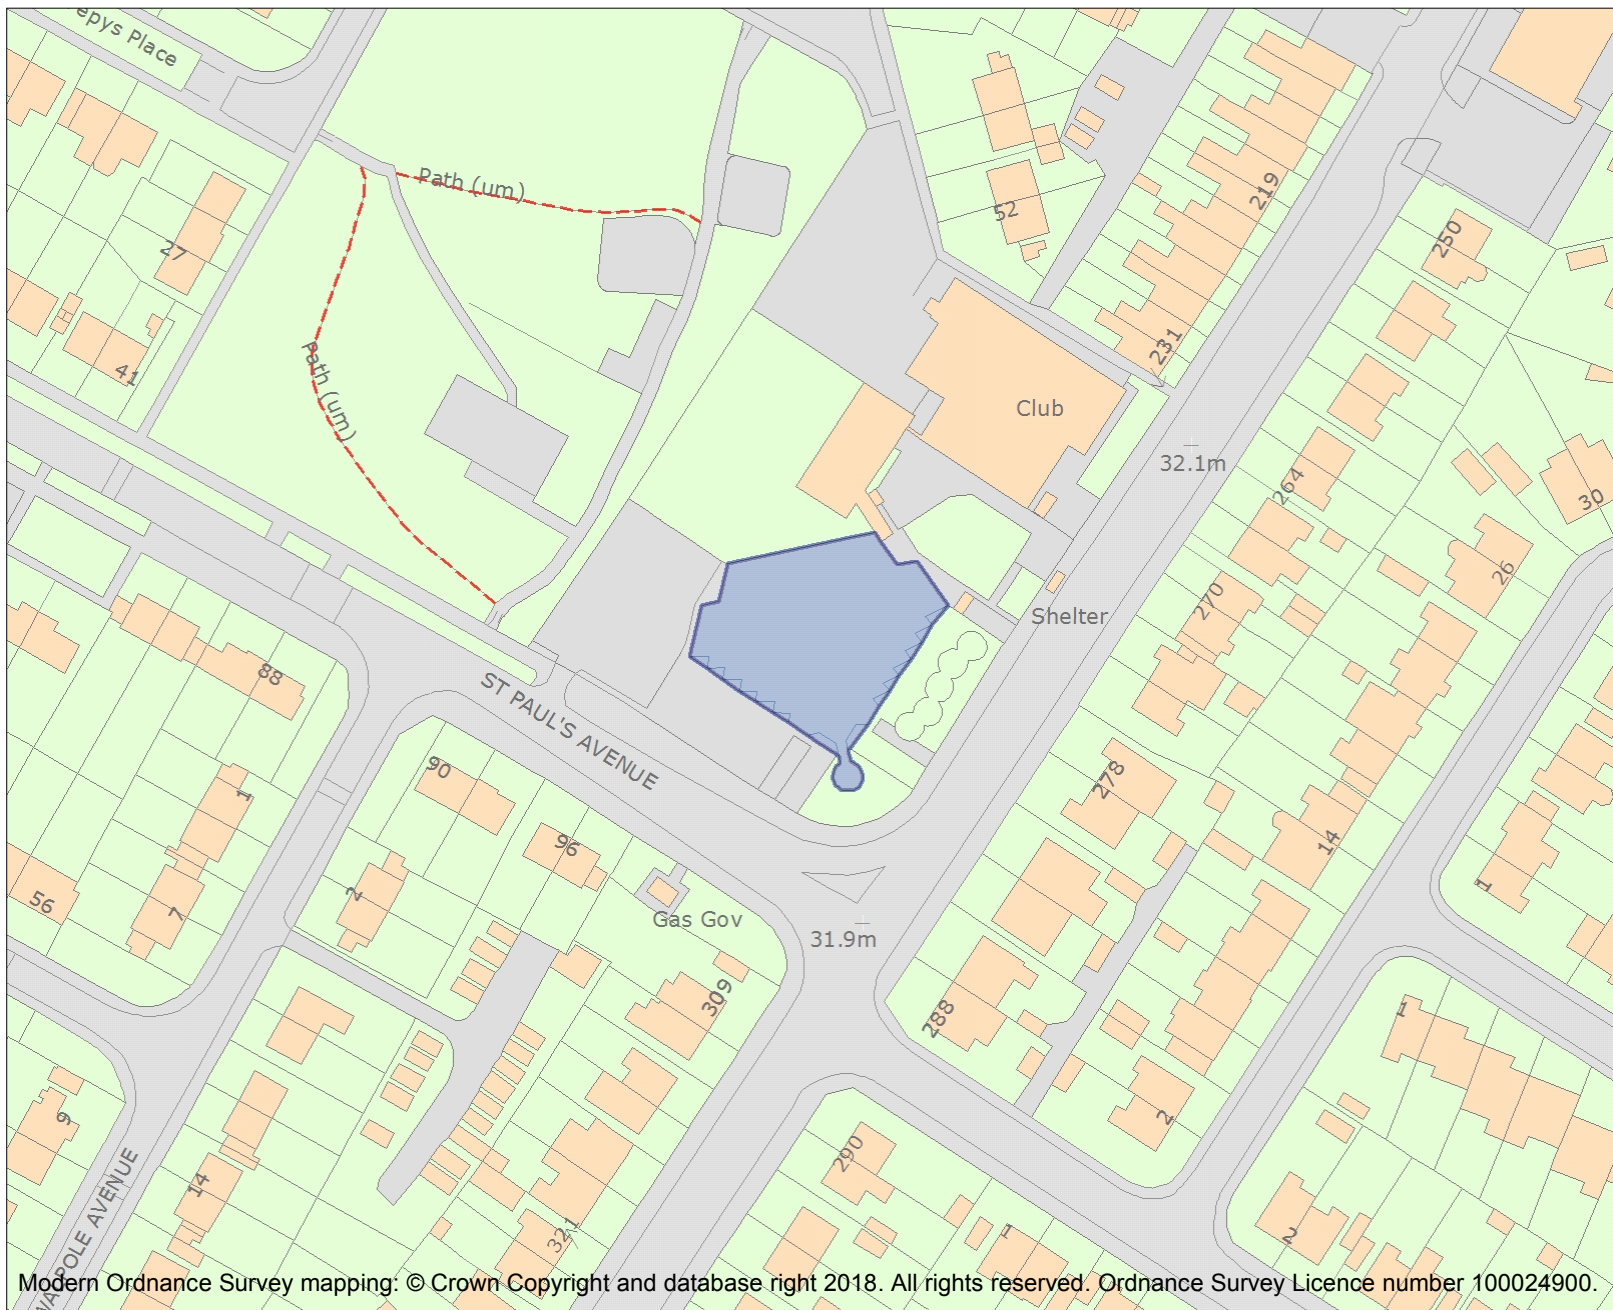 epys Place
Path (um)
52
219
250
27
231
Path (um)
41
Club
32.1m
264
30
26
270
Shelter
88
ST PAUL'S AVENUE
90
278
1
96
14
2
56
7
1
Gas Gov
31.9m
309
288
1
9
2
290
14
321
1
2
WALPOLE AVENUE
Modern Ordnance Survey mapping: © Crown Copyright and database right 2018. All rights reserved. Ordnance Survey Licence number 100024900.